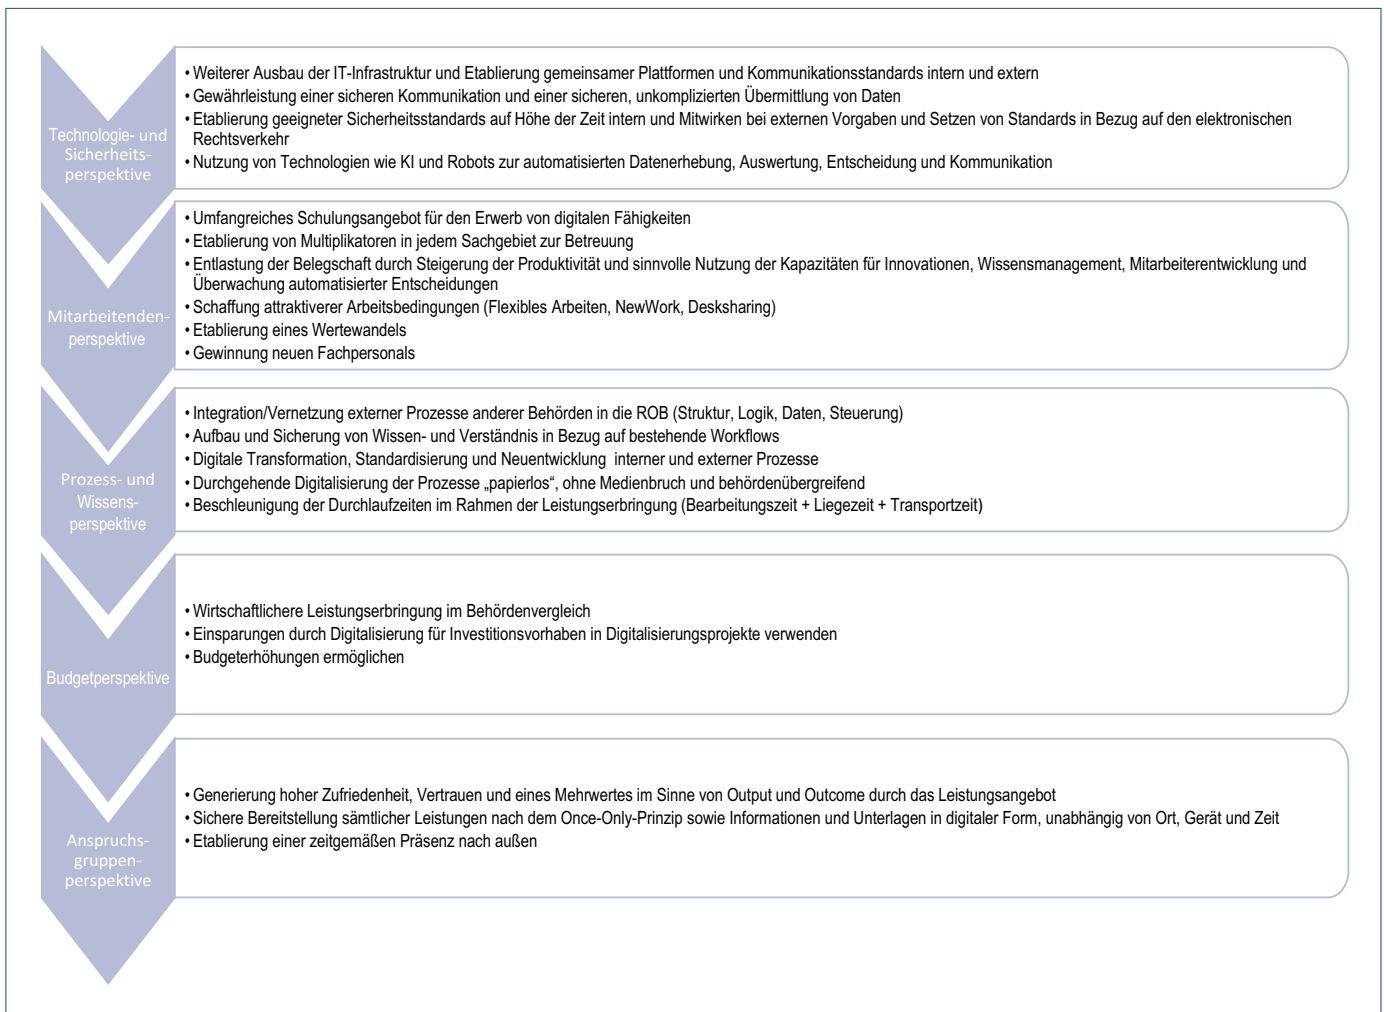 Technologie- und
Sicherheits-
perspektive
• Weiterer Ausbau der IT-Infrastruktur und Etablierung gemeinsamer Plattformen und Kommunikationsstandards intern und extern
• Gewährleistung einer sicheren Kommunikation und einer sicheren, unkomplizierten Übermittlung von Daten
• Etablierung geeigneter Sicherheitsstandards auf Höhe der Zeit intern und Mitwirken bei externen Vorgaben und Setzen von Standards in Bezug auf den elektronischen
Rechtsverkehr
• Nutzung von Technologien wie KI und Robots zur automatisierten Datenerhebung, Auswertung, Entscheidung und Kommunikation
Mitarbeitenden-
perspektive
• Umfangreiches Schulungsangebot für den Erwerb von digitalen Fähigkeiten
• Etablierung von Multiplikatoren in jedem Sachgebiet zur Betreuung
• Entlastung der Belegschaft durch Steigerung der Produktivität und sinnvolle Nutzung der Kapazitäten für Innovationen, Wissensmanagement, Mitarbeiterentwicklung und
Überwachung automatisierter Entscheidungen
• Schaffung attraktiverer Arbeitsbedingungen (Flexibles Arbeiten, NewWork, Desksharing)
• Etablierung eines Wertewandels
• Gewinnung neuen Fachpersonals
Prozess- und
Wissens-
perspektive
• Integration/Vernetzung externer Prozesse anderer Behörden in die ROB (Struktur, Logik, Daten, Steuerung)
• Aufbau und Sicherung von Wissen- und Verständnis in Bezug auf bestehende Workflows
• Digitale Transformation, Standardisierung und Neuentwicklung interner und externer Prozesse
• Durchgehende Digitalisierung der Prozesse „papierlos“, ohne Medienbruch und behördenübergreifend
• Beschleunigung der Durchlaufzeiten im Rahmen der Leistungserbringung (Bearbeitungszeit + Liegezeit + Transportzeit)
Budgetperspektive
• Wirtschaftlichere Leistungserbringung im Behördenvergleich
• Einsparungen durch Digitalisierung für Investitionsvorhaben in Digitalisierungsprojekte verwenden
• Budgeterhöhungen ermöglichen
Anspruchs-
gruppen-
perspektive
• Generierung hoher Zufriedenheit, Vertrauen und eines Mehrwertes im Sinne von Output und Outcome durch das Leistungsangebot
• Sichere Bereitstellung sämtlicher Leistungen nach dem Once-Only-Prinzip sowie Informationen und Unterlagen in digitaler Form, unabhängig von Ort, Gerät und Zeit
• Etablierung einer zeitgemäßen Präsenz nach außen